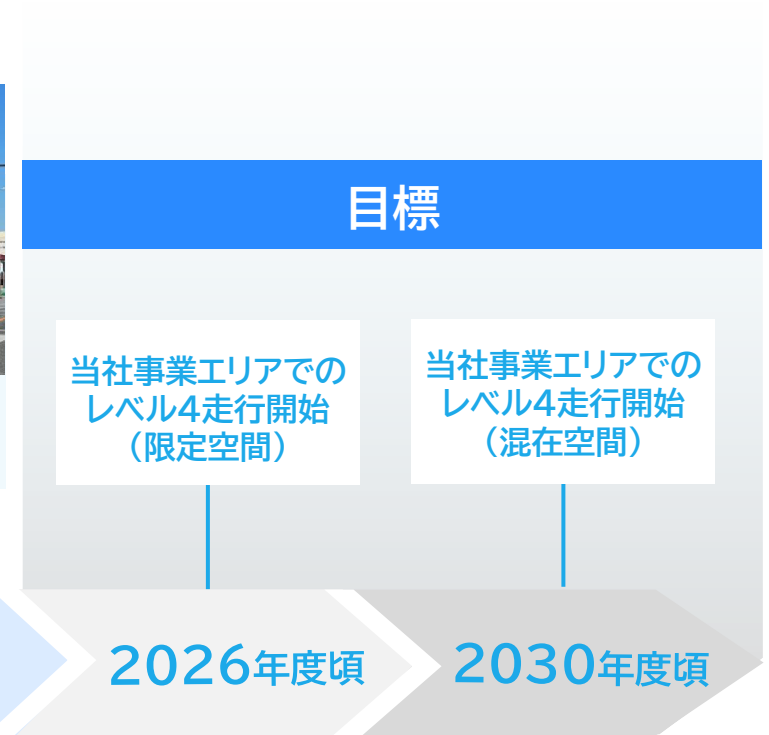 目標
当社事業エリアでの
レベル4走行開始
（限定空間）
当社事業エリアでの
レベル4走行開始
（混在空間）
2026年度頃
2030年度頃